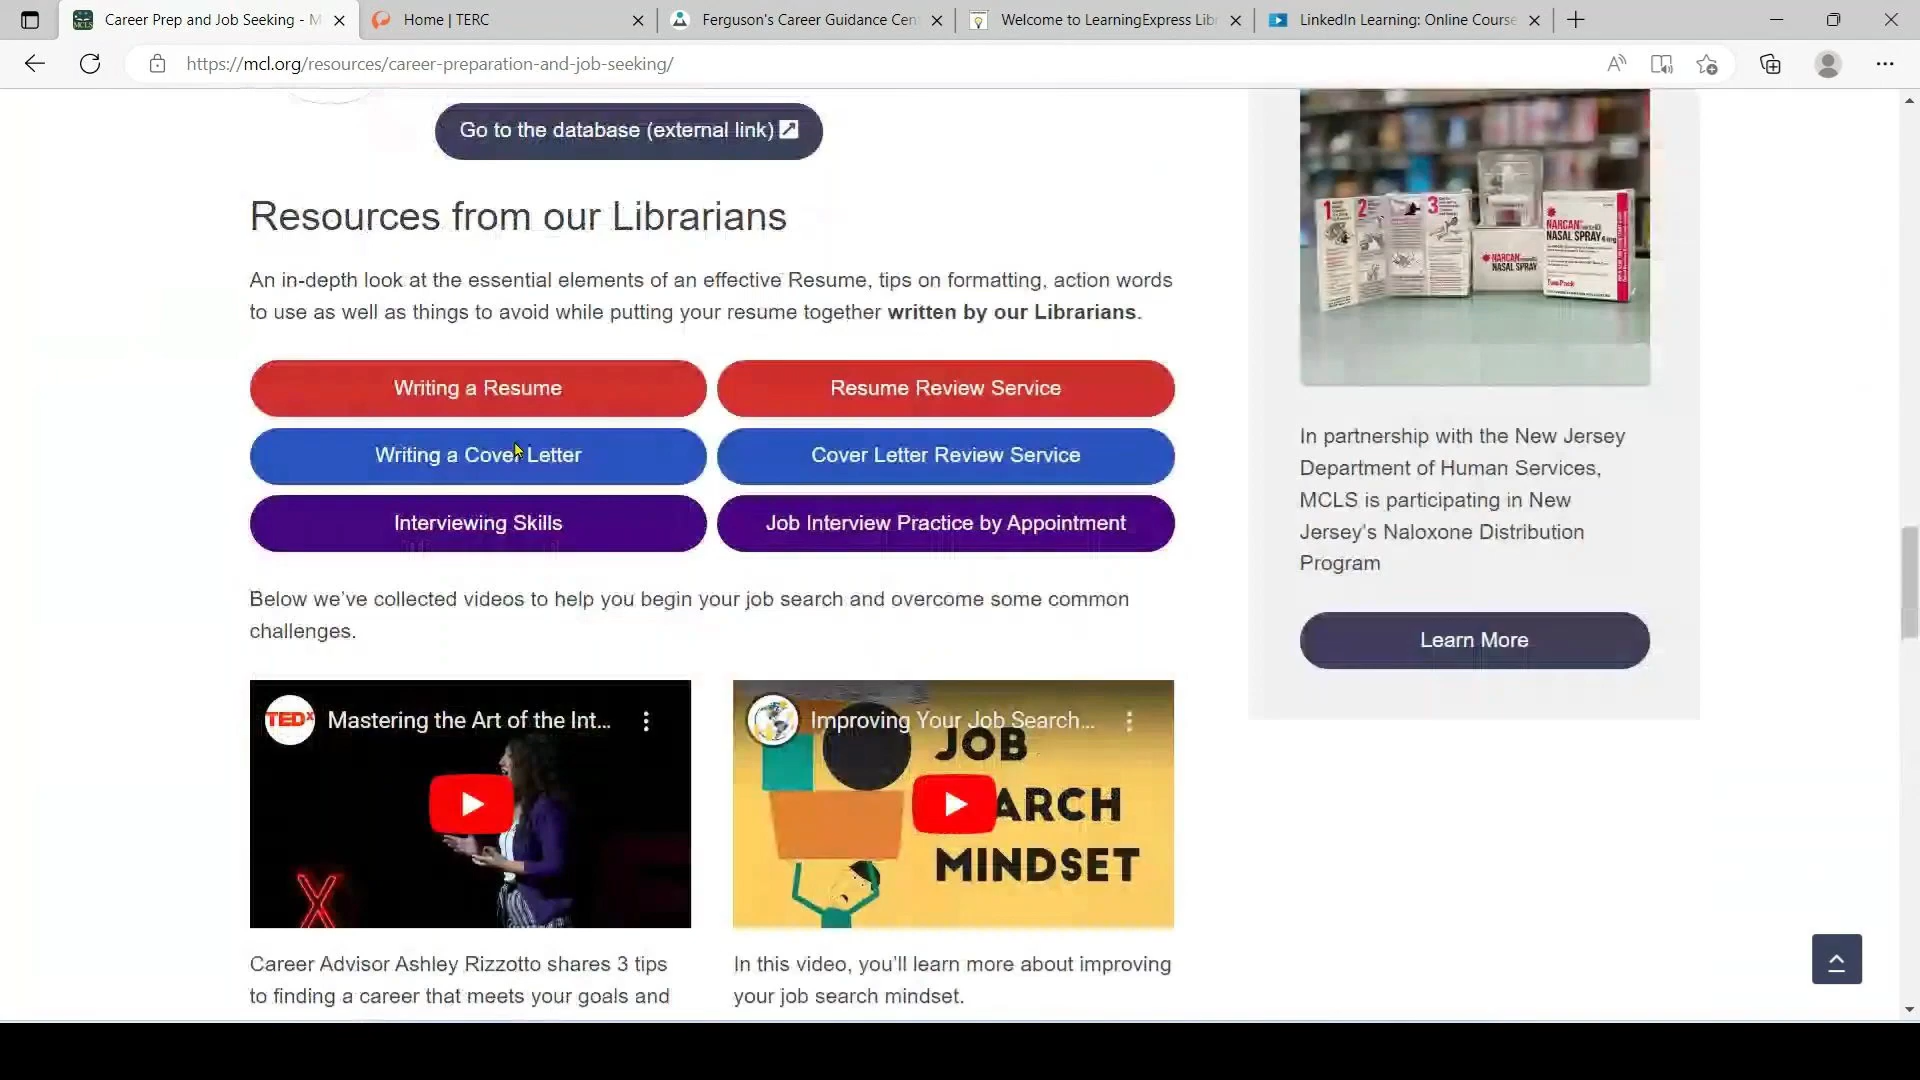 Career Prep and Job Seeking - M
Home | TERC
Ferguson's Career Guidance Cen
Welcome to LearningExpress Lib
LinkedIn Learning: Online Course
https://mcl.org/resources/career-preparation-and-job-seeking/
Go to the database (external link)
Resources from our Librarians
An in-depth look at the essential elements of an effective Resume, tips on formatting, action words
to use as well as things to avoid while putting your resume together written by our Librarians.
Writing a Resume
Resume Review Service
Writing a Cover Letter
Cover Letter Review Service
Interviewing Skills
Job Interview Practice by Appointment
Below we've collected videos to help you begin your job search and overcome some common
challenges.
TEDx
Mastering the Art of the Int...
X
Improving Your Job Search...
JOB
ARCH
MINDSET
Career Advisor Ashley Rizzotto shares 3 tips
to finding a career that meets your goals and
In this video, you'll learn more about improving
your job search mindset.
1 2 3
NARCAN
NASAL SPRAY
NARCAN
NASAL SPRAY 4mg
In partnership with the New Jersey
Department of Human Services,
MCLS is participating in New
Jersey's Naloxone Distribution
Program
Learn More